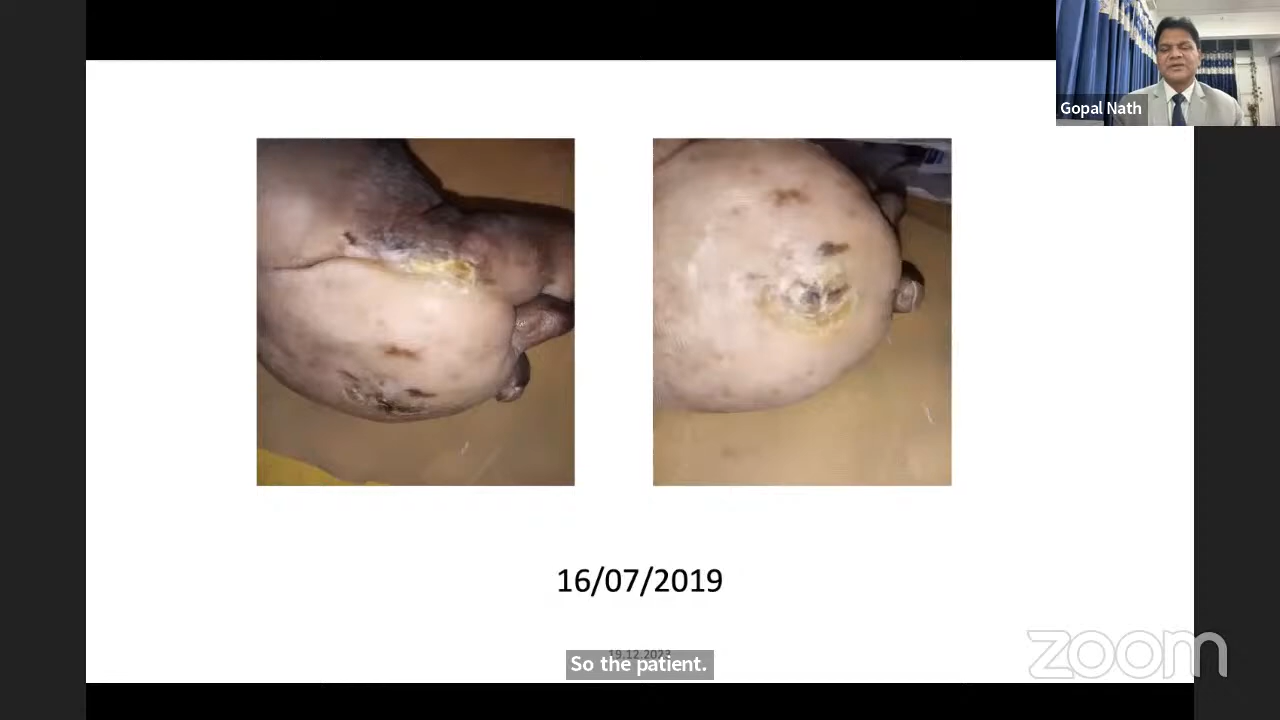 Gopal Nath
16/07/2019
19.12.2023
So the patient.
zoom